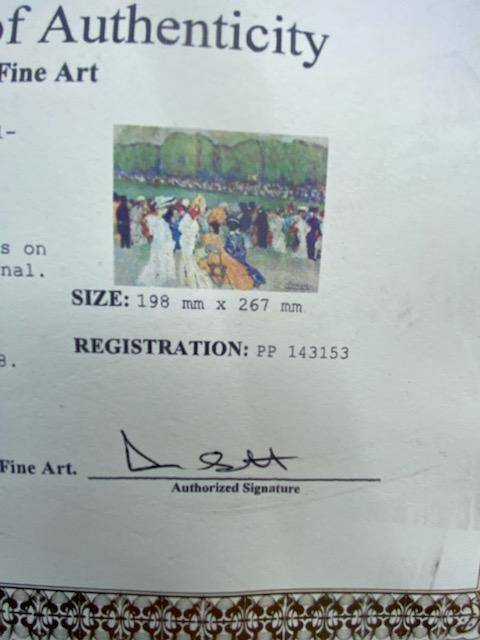 of Authenticity
Fine Art
s on
nal.
SIZE: 198 mm x 267 mm
REGISTRATION: PP 143153
8.
Fine Art.
Authorized Signature